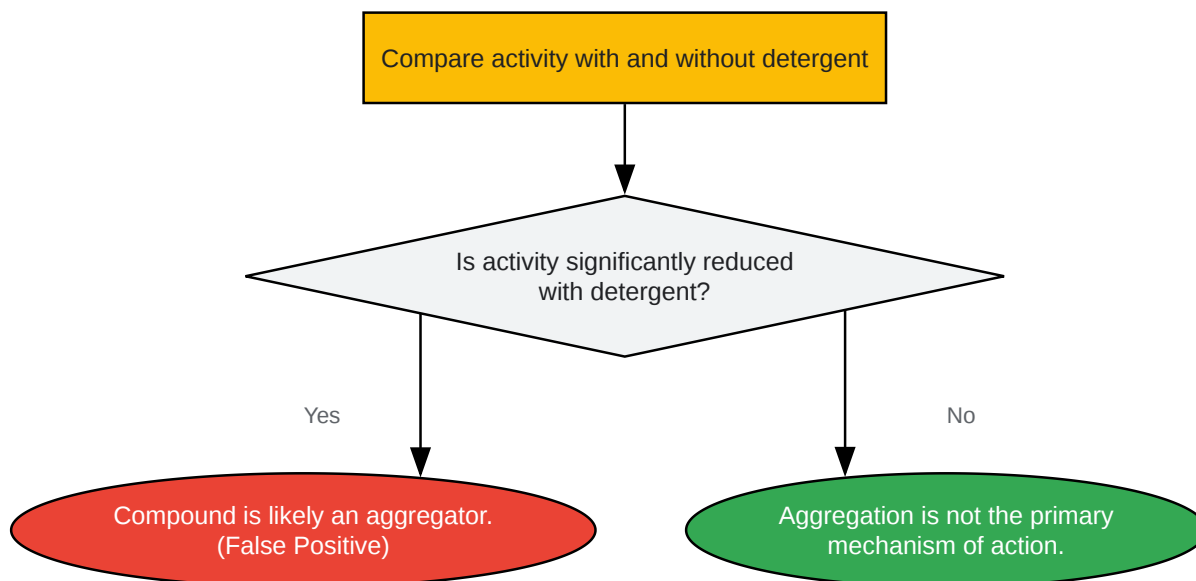 Compare activity with and without detergent
Is activity significantly reduced
with detergent?
Yes
No
Compound is likely an aggregator.
(False Positive)
Aggregation is not the primary
mechanism of action.